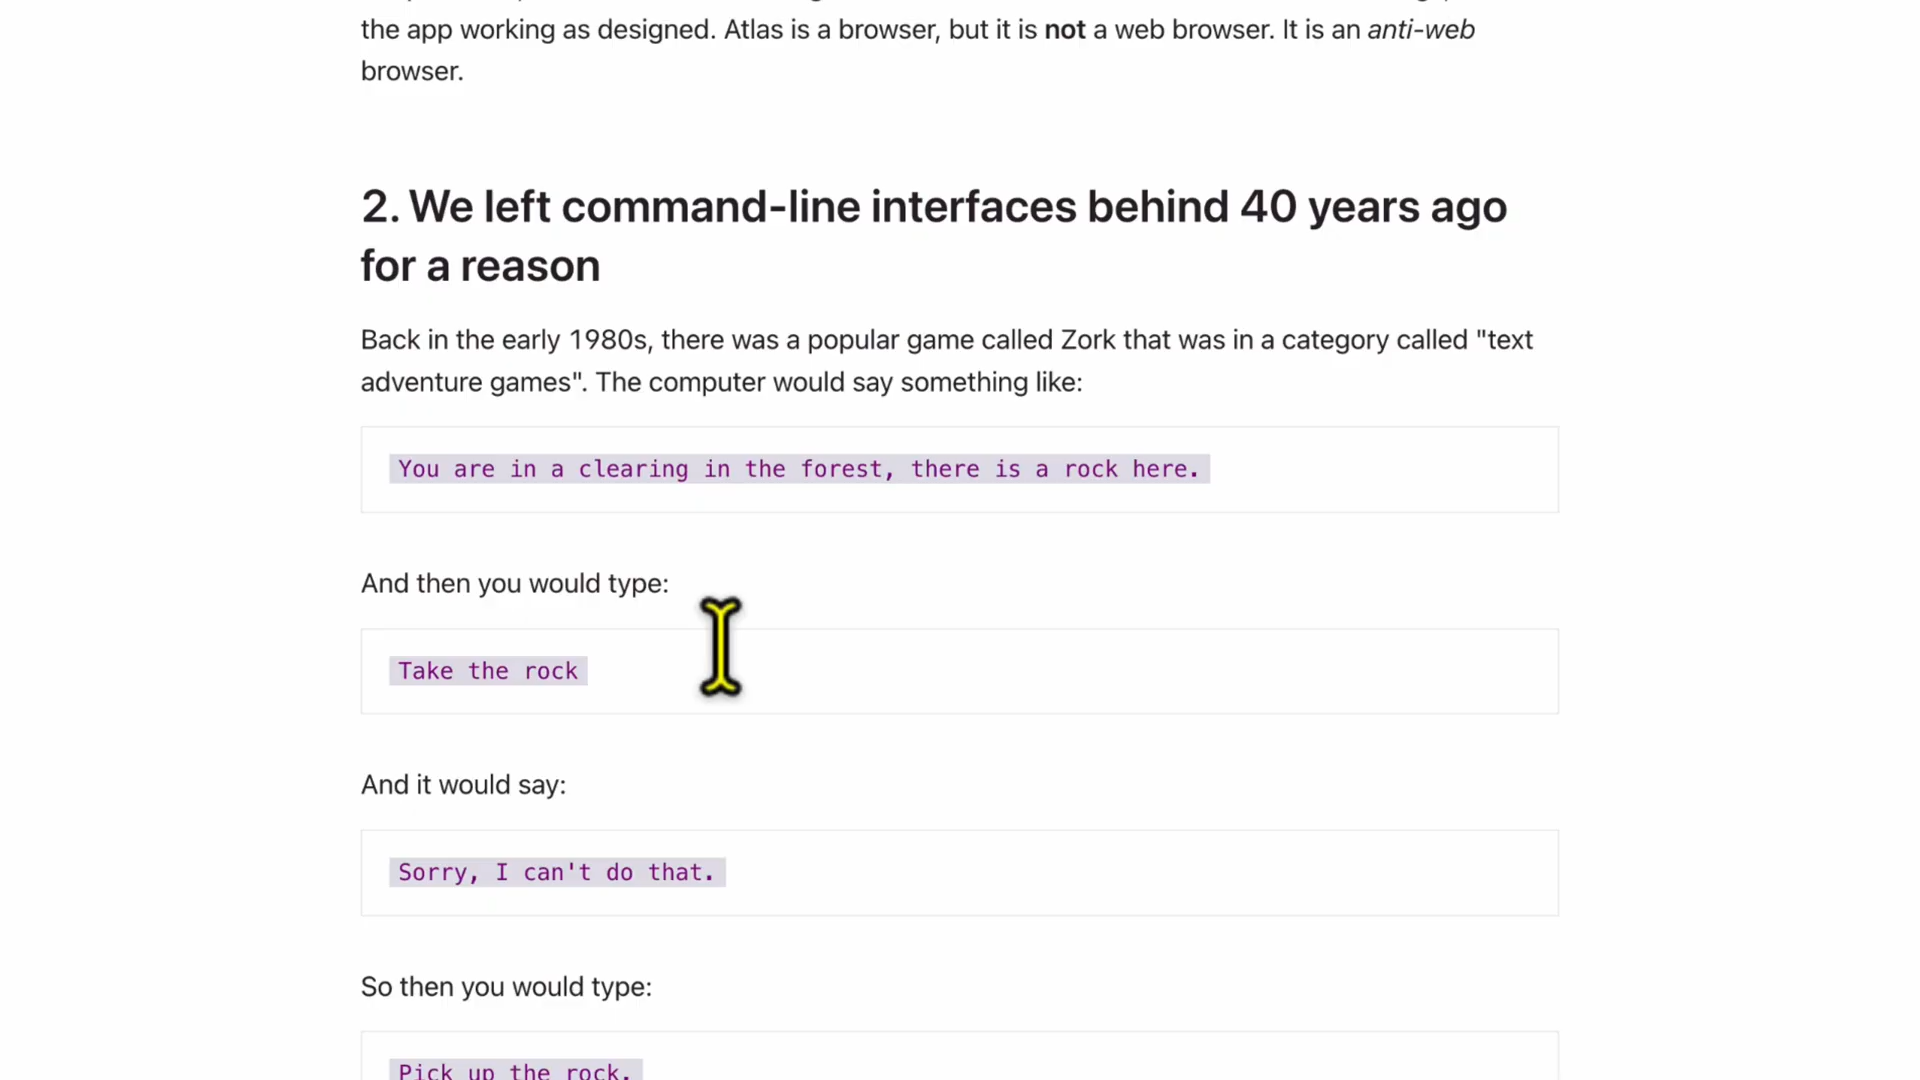 the app working as designed. Atlas is a browser, but it is not a web browser. It is an anti-web
browser.
2. We left command-line interfaces behind 40 years ago
for a reason
Back in the early 1980s, there was a popular game called Zork that was in a category called "text
adventure games". The computer would say something like:
You are in a clearing in the forest, there is a rock here.
And then you would type:
Take the rock
And it would say:
Sorry, I can't do that.
So then you would type:
Pick up the rock.